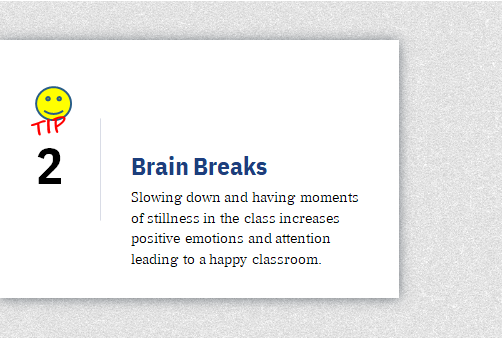 TIP
2
Brain Breaks
Slowing down and having moments
of stillness in the class increases
positive emotions and attention
leading to a happy classroom.